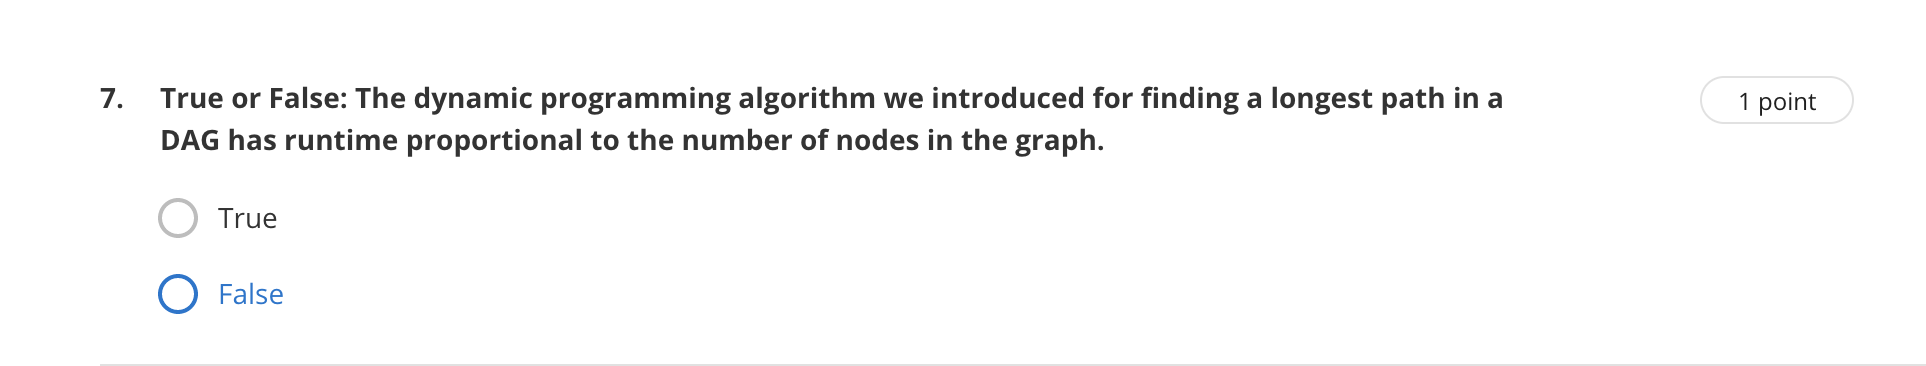 7. True or False: The dynamic programming algorithm we introduced for finding a longest path in a
DAG has runtime proportional to the number of nodes in the graph.
1 point
True
False